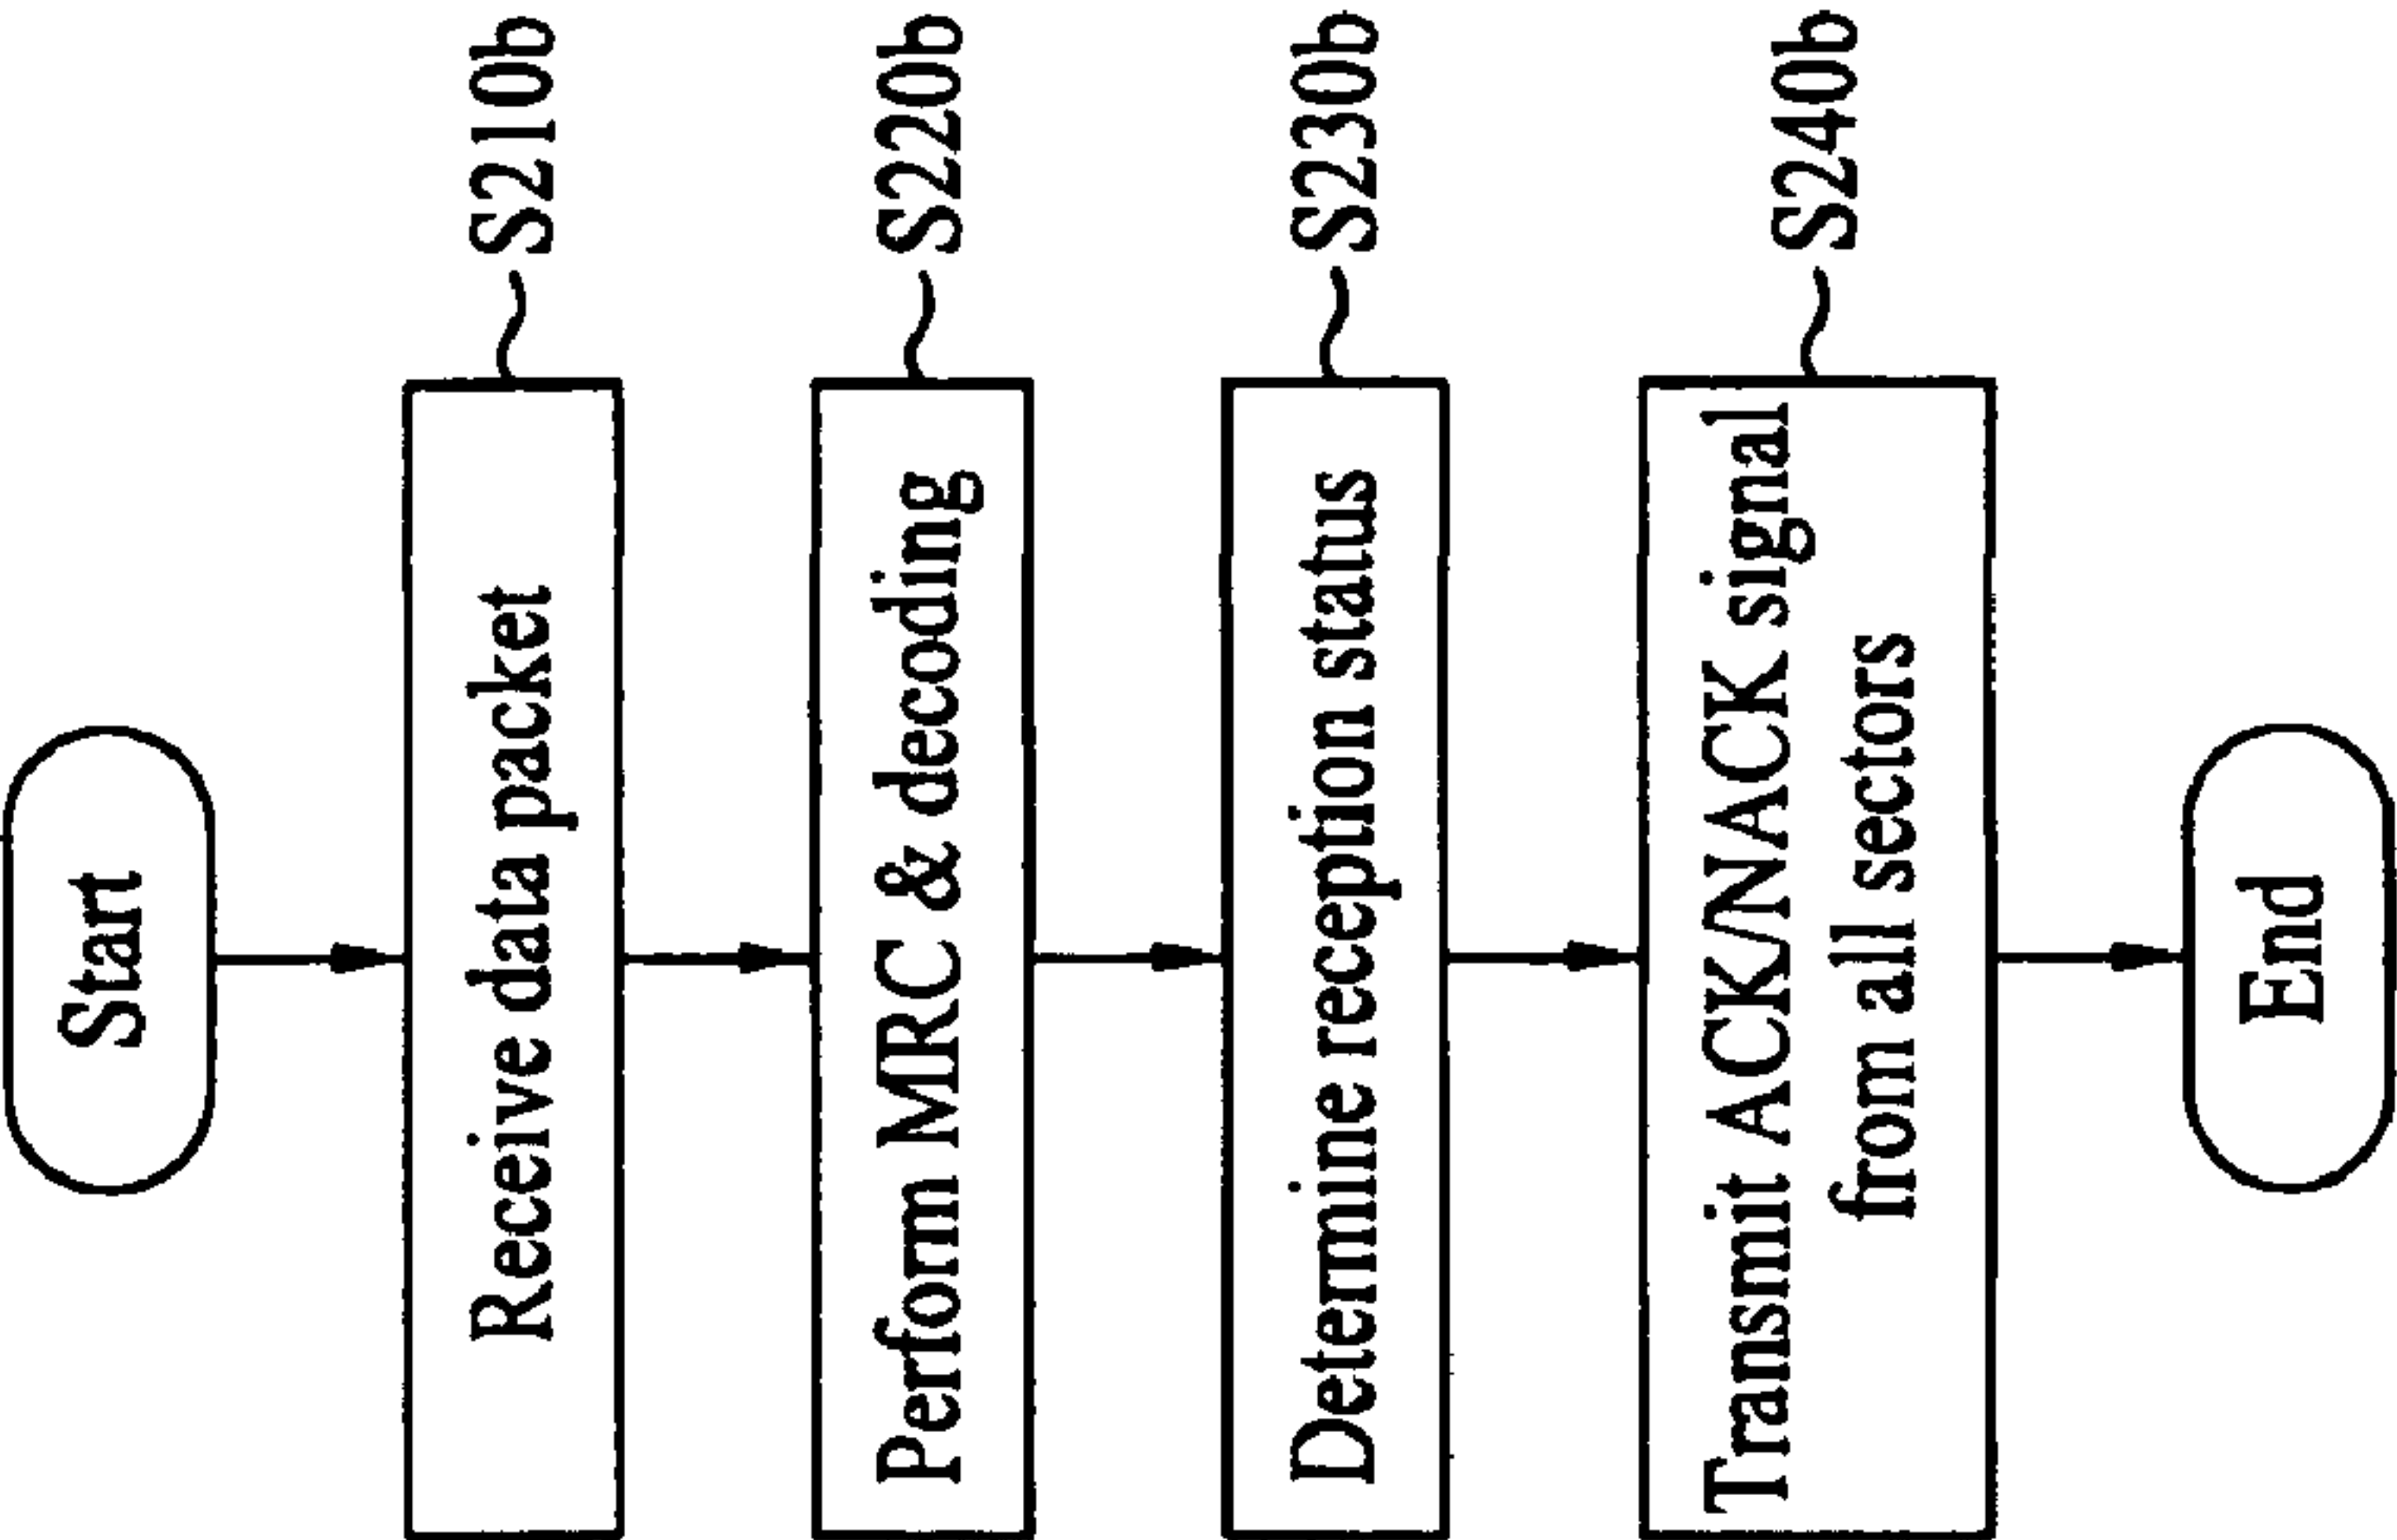 Start
Receive data packet
S210b
Perform MRC & decoding
S220b
Determine reception status
S230b
Transmit ACK/NACK signal
from all sectors
S240b
End